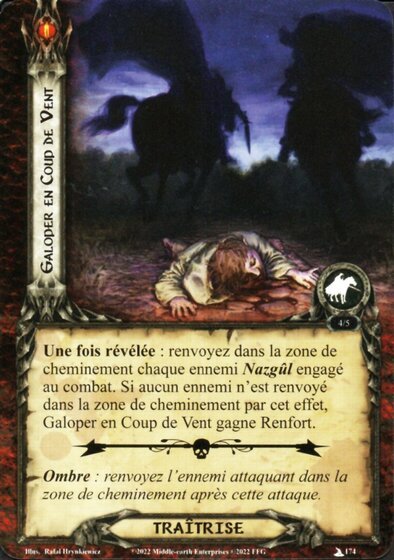 Galoper en Coup de Vent
4/5
Une fois révélée : renvoyez dans la zone de
cheminement chaque ennemi Nazgûl engagé
au combat. Si aucun ennemi n'est renvoyé
dans la zone de cheminement par cet effet,
Galoper en Coup de Vent gagne Renfort.
Ombre : renvoyez l'ennemi attaquant dans la
zone de cheminement après cette attaque.
TRAÎTRISE
Illus. Rafał Hrynkiewicz
©2022 Middle-earth Enterprises ©2022 FFG
174